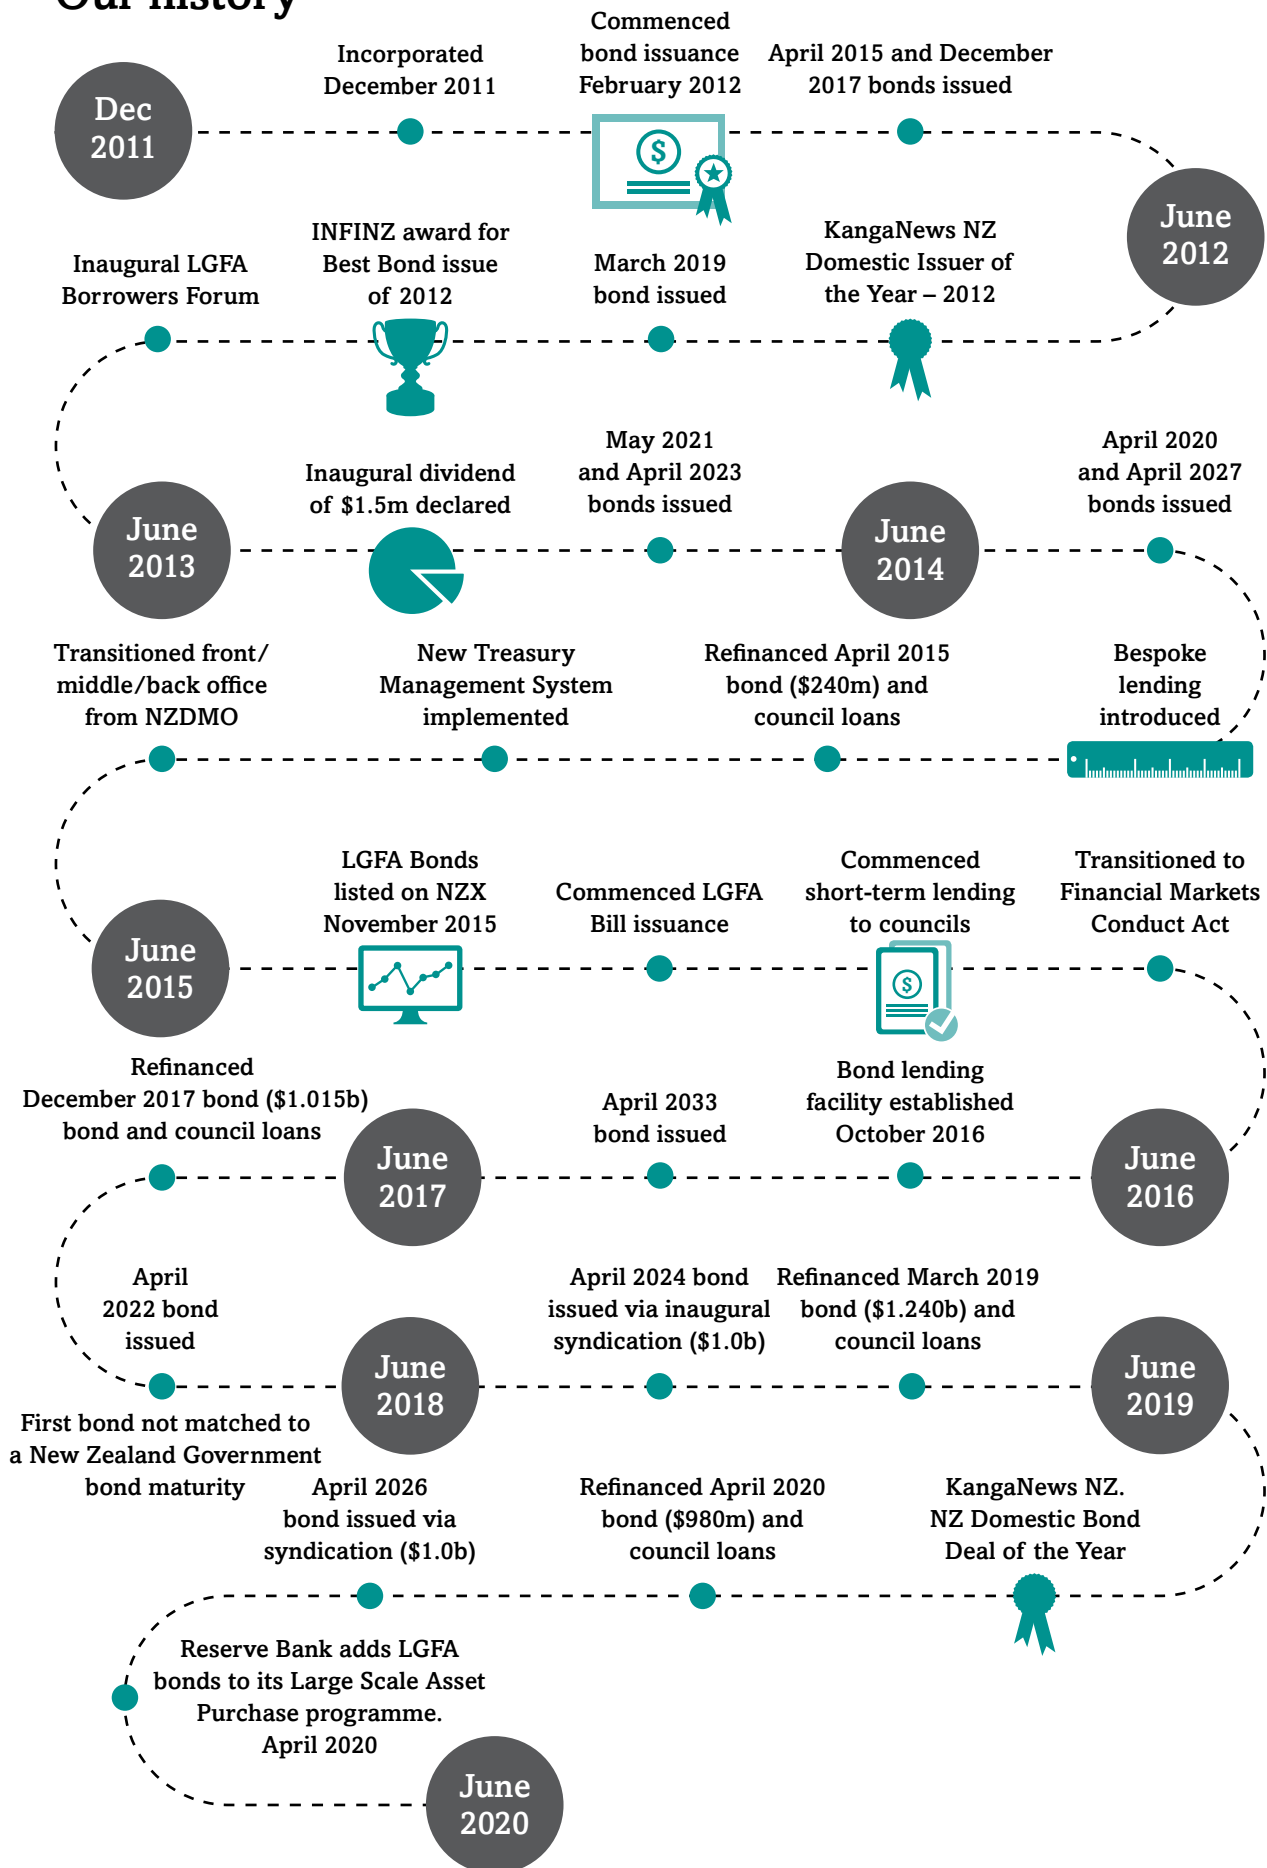 Our history
Dec
2011
Incorporated
December 2011
Commenced
bond issuance
February 2012
April 2015 and December
2017 bonds issued
June
2012
KangaNews NZ
Domestic Issuer of
the Year – 2012
March 2019
bond issued
INFINZ award for
Best Bond issue
of 2012
Inaugural LGFA
Borrowers Forum
June
2013
Inaugural dividend
of $1.5m declared
May 2021
and April 2023
bonds issued
June
2014
April 2020
and April 2027
bonds issued
Bespoke
lending
introduced
Refinanced April 2015
bond ($240m) and
council loans
New Treasury
Management System
implemented
Transitioned front/
middle/back office
from NZDMO
June
2015
LGFA Bonds
listed on NZX
November 2015
Commenced LGFA
Bill issuance
Commenced
short-term lending
to councils
Transitioned to
Financial Markets
Conduct Act
June
2016
Bond lending
facility established
October 2016
April 2033
bond issued
June
2017
Refinanced
December 2017 bond ($1.015b)
bond and council loans
April
2022 bond
issued
First bond not matched to
a New Zealand Government
bond maturity
June
2018
April 2024 bond
issued via inaugural
syndication ($1.0b)
Refinanced March 2019
bond ($1.240b) and
council loans
June
2019
KangaNews NZ.
NZ Domestic Bond
Deal of the Year
Refinanced April 2020
bond ($980m) and
council loans
April 2026
bond issued via
syndication ($1.0b)
Reserve Bank adds LGFA
bonds to its Large Scale Asset
Purchase programme.
April 2020
June
2020